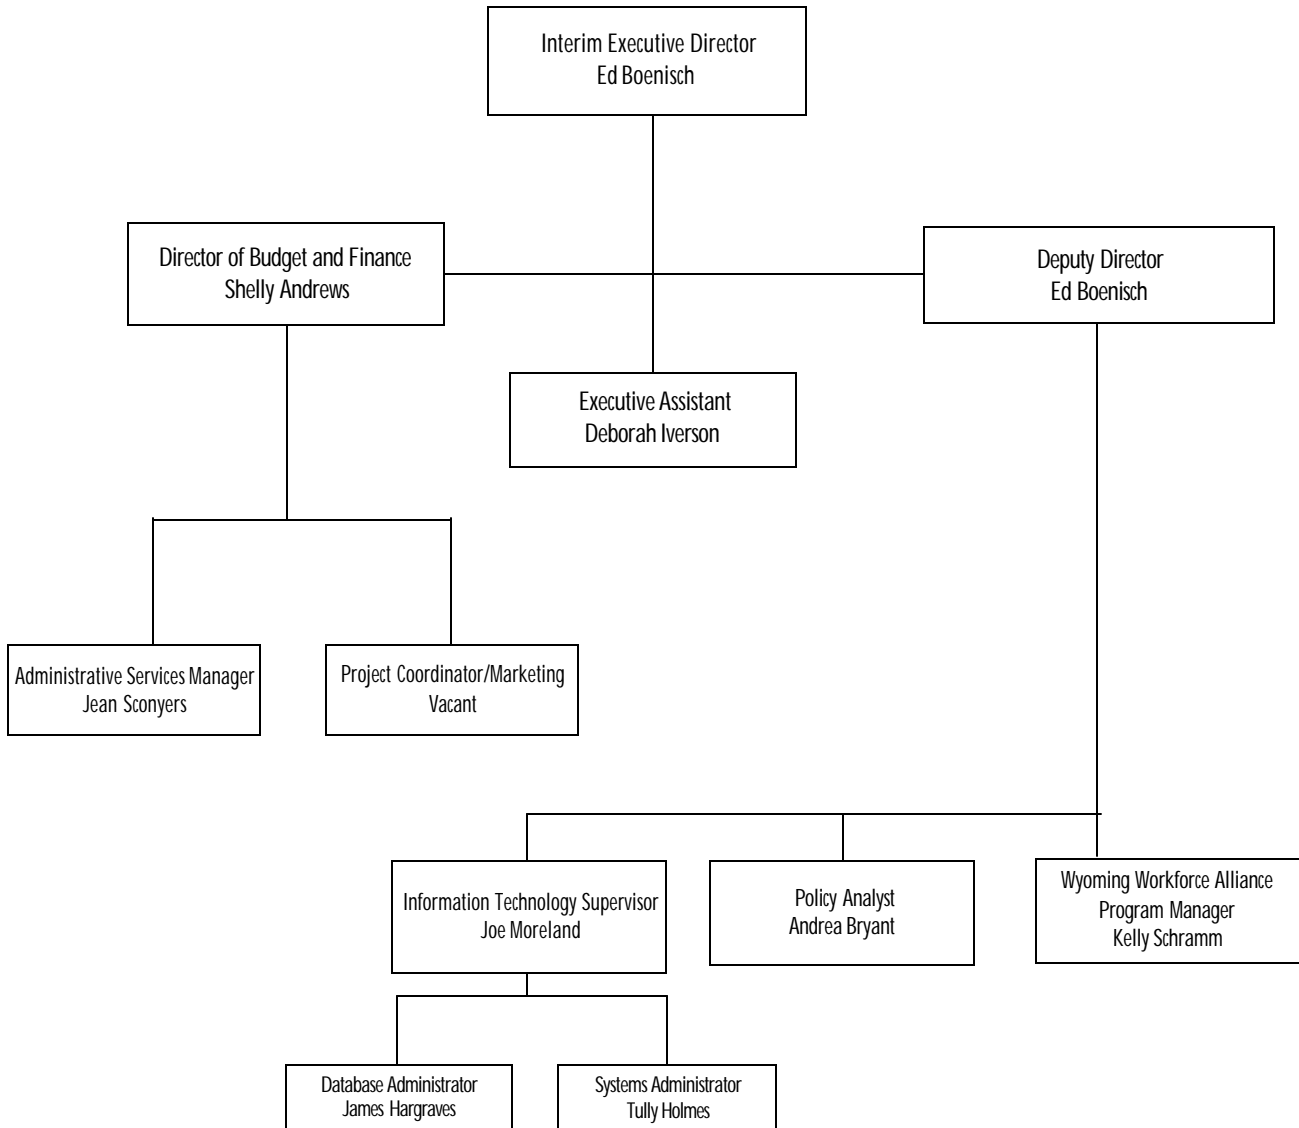 Interim Executive Director
Ed Boenisch
Director of Budget and Finance
Shelly Andrews
Deputy Director
Ed Boenisch
Executive Assistant
Deborah Iverson
Administrative Services Manager
Jean Sconyers
Project Coordinator/Marketing
Vacant
Information Technology Supervisor
Joe Moreland
Policy Analyst
Andrea Bryant
Wyoming Workforce Alliance
Program Manager
Kelly Schramm
Database Administrator
James Hargraves
Systems Administrator
Tully Holmes